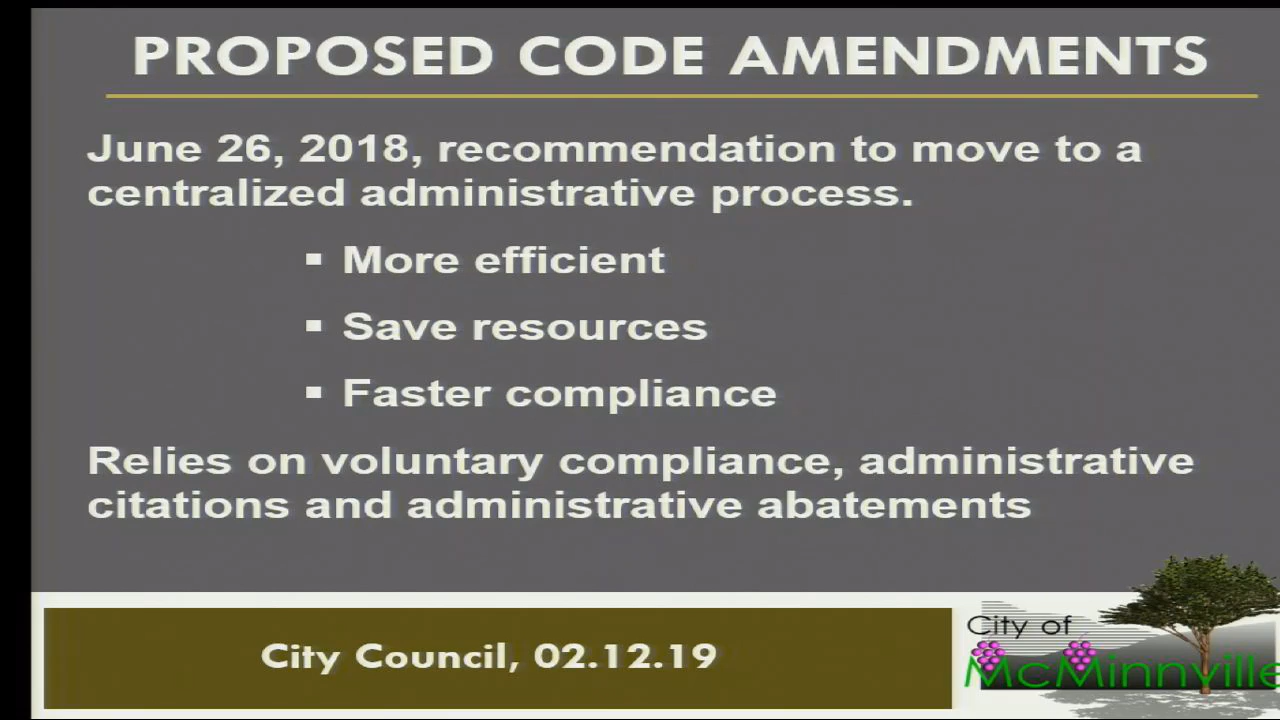 PROPOSED CODE AMENDMENTS
June 26, 2018, recommendation to move to a
centralized administrative process.
▪ More efficient
▪ Save resources
▪ Faster compliance
Relies on voluntary compliance, administrative
citations and administrative abatements
City Council, 02.12.19
City of
McMinnville